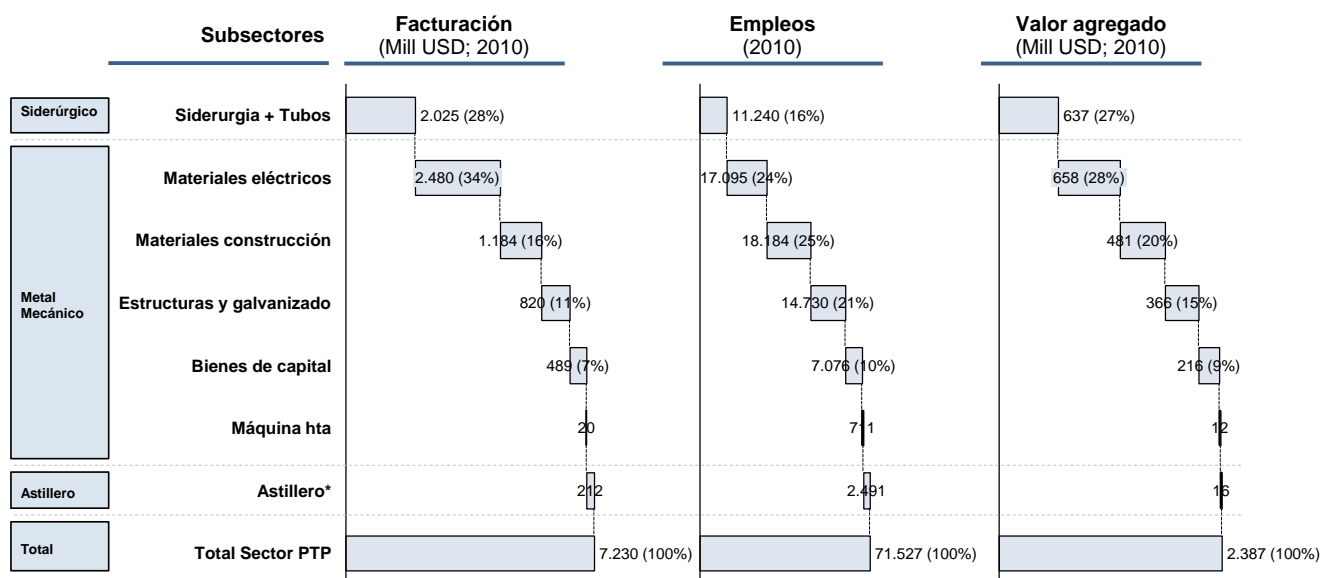 Subsectores
Facturación
(Mill USD; 2010)
Empleos
(2010)
Valor agregado
(Mill USD; 2010)
Siderúrgico
Siderurgia + Tubos
2.025 (28%)
11.240 (16%)
637 (27%)
Metal
Mecánico
Materiales eléctricos
2.480 (34%)
17.095 (24%)
658 (28%)
Materiales construcción
1.184 (16%)
18.184 (25%)
481 (20%)
Estructuras y galvanizado
820 (11%)
14.730 (21%)
366 (15%)
Bienes de capital
489 (7%)
7.076 (10%)
216 (9%)
Máquina hta
20
711
12
Astillero
Astillero*
212
2.491
16
Total
Total Sector PTP
7.230 (100%)
71.527 (100%)
2.387 (100%)